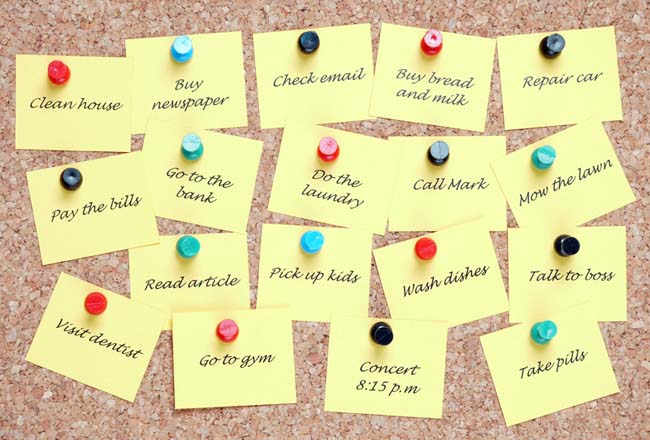 Clean house
Buy
newspaper
Check email
Buy bread
and milk
Repair car
Pay the bills
Go to the
bank
Do the
laundry
Call Mark
Mow the lawn
Read article
Pick up kids
Wash dishes
Talk to boss
Visit dentist
Go to gym
Concert
8:15 p.m
Take pills